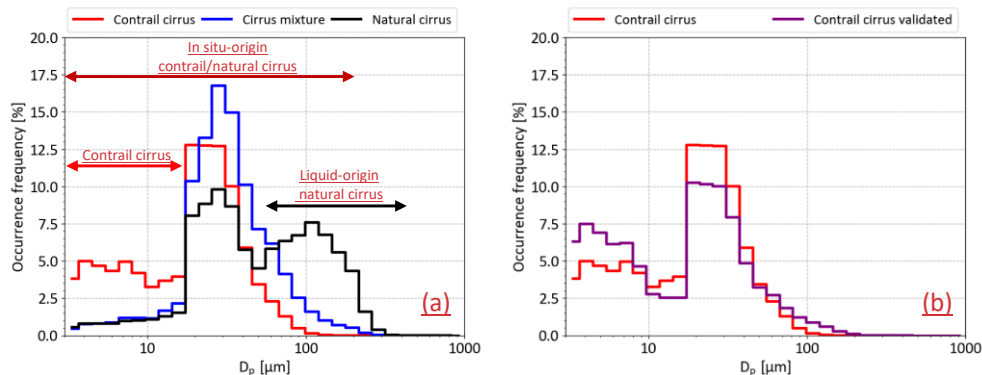 Contrail cirrus Cirrus mixture Natural cirrus
20.0
17.5
15.0
12.5
10.0
7.5
5.0
2.5
0.0
Occurrence frequency [%]
In situ-origin
contrail/natural cirrus
Contrail cirrus
Liquid-origin
natural cirrus
(a)
10 100 1000
Dₚ [µm]
Contrail cirrus Contrail cirrus validated
20.0
17.5
15.0
12.5
10.0
7.5
5.0
2.5
0.0
Occurrence frequency [%]
(b)
10 100 1000
Dₚ [µm]